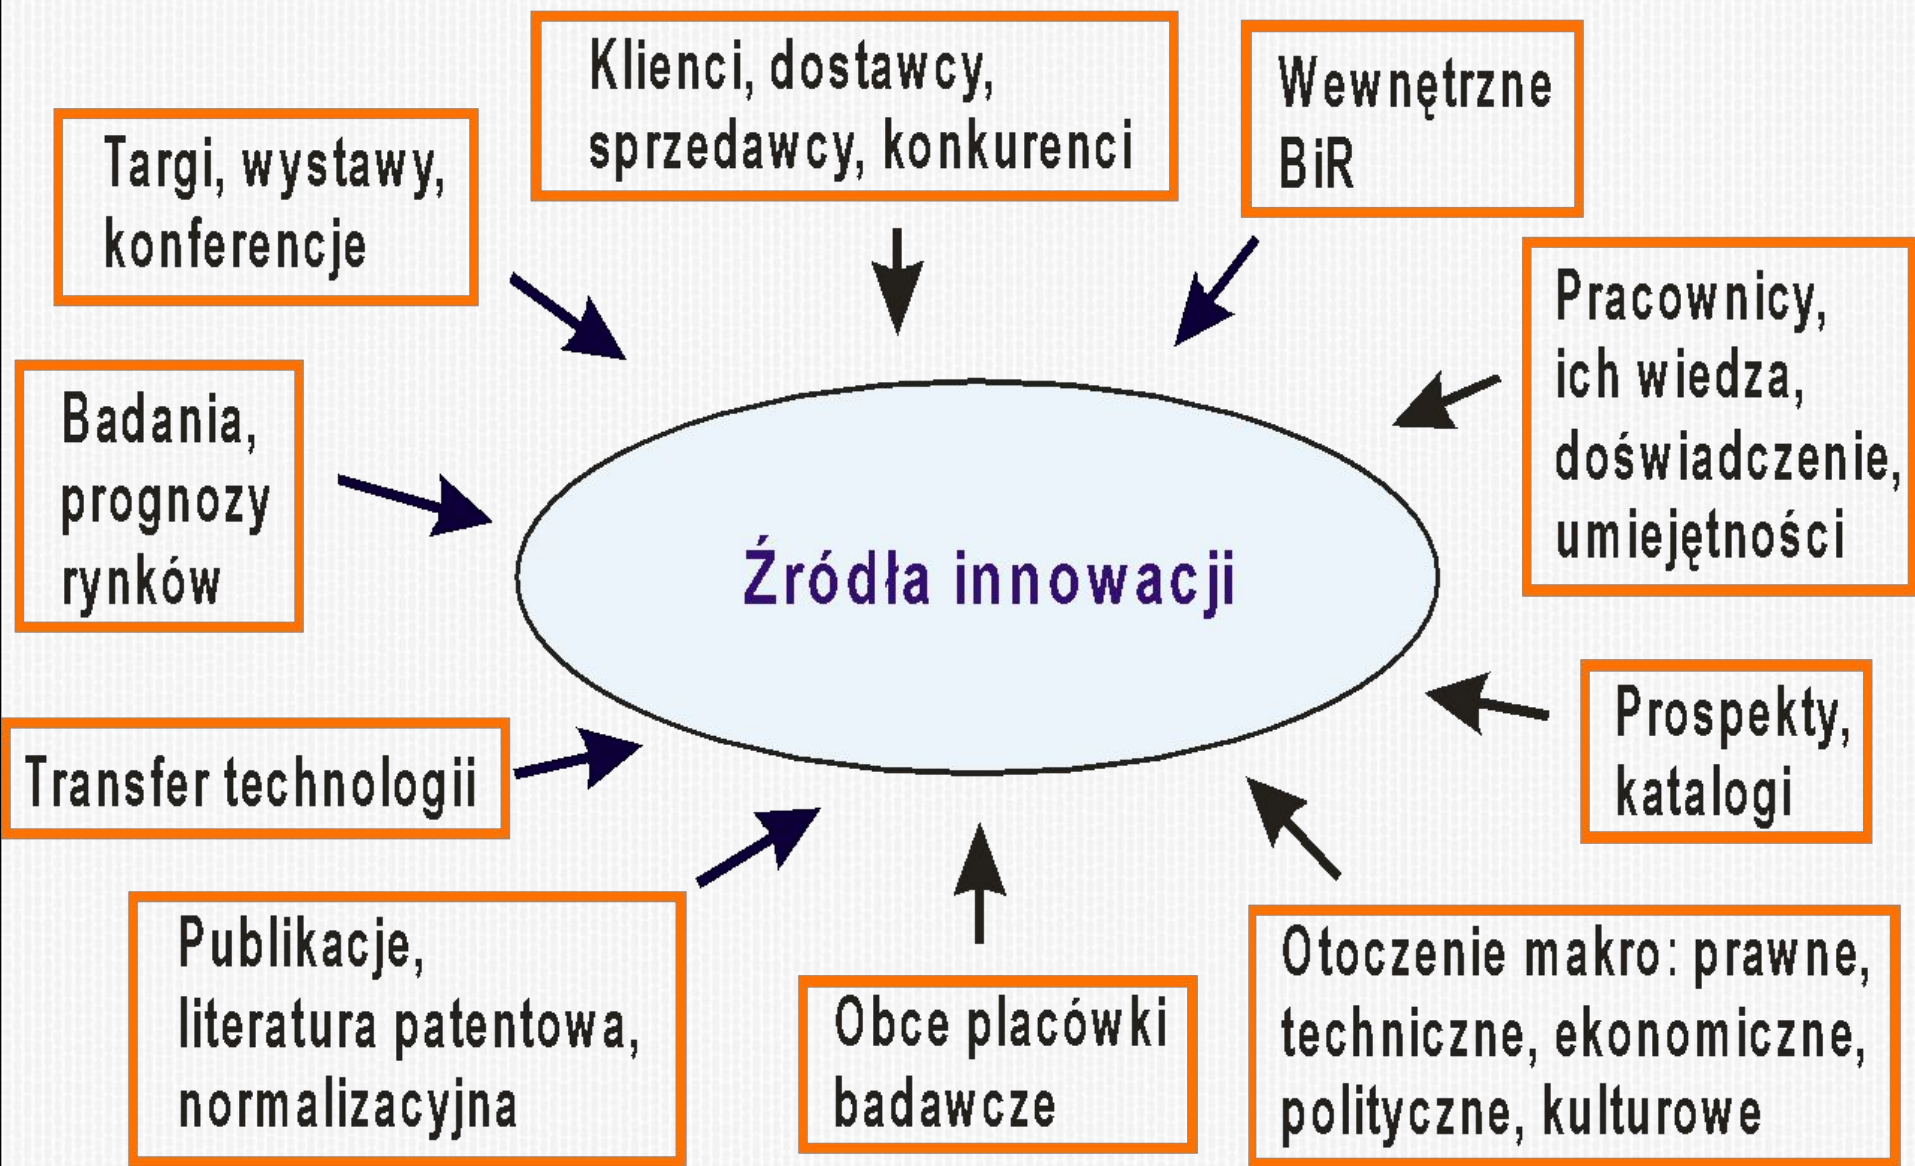 Klienci, dostawcy,
sprzedawcy, konkurenci
Wewnętrzne
BiR
Targi, wystawy,
konferencje
Pracownicy,
ich wiedza,
doświadczenie,
umiejętności
Badania,
prognozy
rynków
Źródła innowacji
Prospekty,
katalogi
Transfer technologii
Publikacje,
literatura patentowa,
normalizacyjna
Obce placówki
badawcze
Otoczenie makro: prawne,
techniczne, ekonomiczne,
polityczne, kulturowe